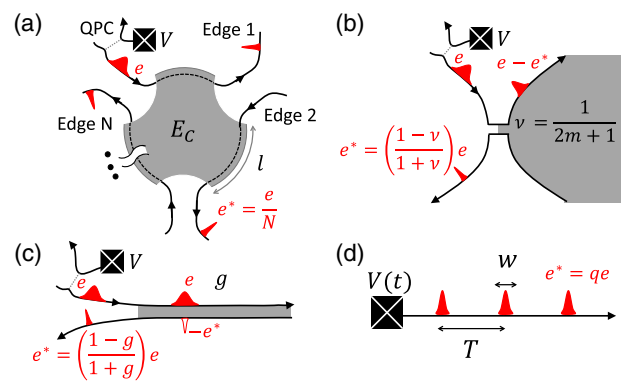 (a)
QPC
V
Edge 1
e
Edge N
E_C
Edge 2
l
e* = e/N
(b)
V
e
e − e*
ν = 1/(2m + 1)
e* = ((1 − ν)/(1 + ν)) e
(c)
V
e
e
g
−e*
e* = ((1 − g)/(1 + g)) e
(d)
V(t)
w
e* = qe
T